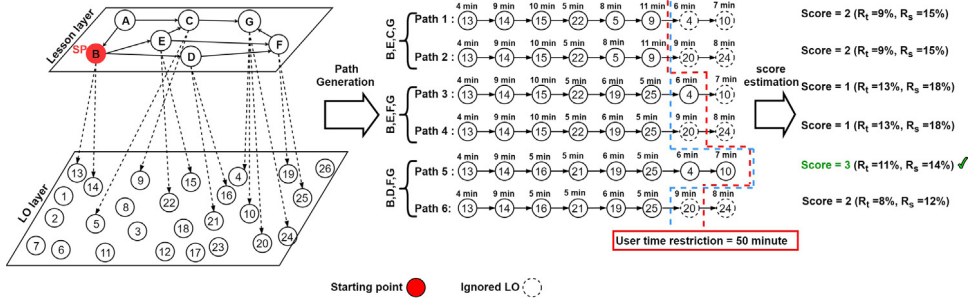 Lesson layer
A
C
G
SP
B
E
D
F
LO layer
13
14
9
15
4
19
26
1
22
16
10
25
2
8
5
21
18
3
20
24
7
6
11
12
17
23
Path
Generation
B,E,C,G
4 min 9 min 10 min 5 min 8 min 11 min 6 min 7 min
Path 1 : 13 14 15 22 5 9 4 10
4 min 9 min 10 min 5 min 8 min 11 min 9 min 8 min
Path 2 : 13 14 15 22 5 9 20 24
B,E,F,G
4 min 9 min 10 min 5 min 6 min 5 min 6 min 7 min
Path 3 : 13 14 15 22 19 25 4 10
4 min 9 min 10 min 5 min 6 min 5 min 9 min 8 min
Path 4 : 13 14 15 22 19 25 20 24
B,D,F,G
4 min 9 min 5 min 5 min 6 min 5 min 6 min 7 min
Path 5 : 13 14 16 21 19 25 4 10
4 min 9 min 5 min 5 min 6 min 5 min 9 min 8 min
Path 6: 13 14 16 21 19 25 20 24
User time restriction = 50 minute
score
estimation
Score = 2 (Rt =9%, Rs =15%)
Score = 2 (Rt =9%, Rs =15%)
Score = 1 (Rt =13%, Rs =18%)
Score = 1 (Rt =13%, Rs =18%)
Score = 3 (Rt =11%, Rs =14%)
Score = 2 (Rt =8%, Rs =12%)
Starting point
Ignored LO